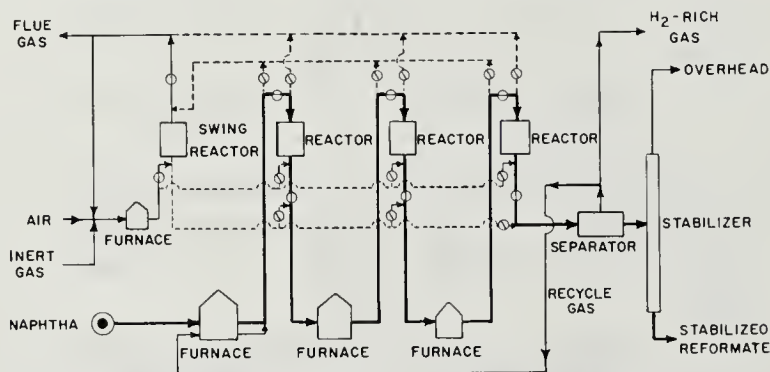 FLUE
GAS
H2-RICH
GAS
OVERHEAD
SWING
REACTOR
REACTOR
REACTOR
REACTOR
AIR
FURNACE
INERT
GAS
SEPARATOR
STABILIZER
RECYCLE
GAS
NAPHTHA
FURNACE
FURNACE
FURNACE
STABILIZED
REFORMATE